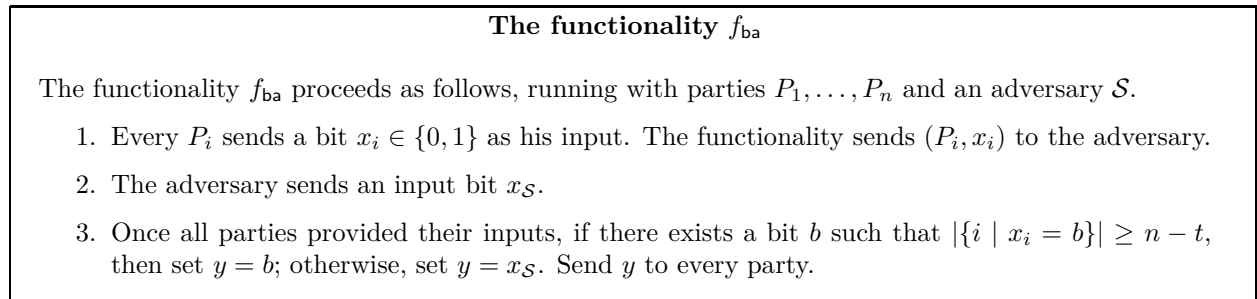 The functionality f_ba
The functionality f_ba proceeds as follows, running with parties P_1, . . . , P_n and an adversary 𝒮.
1. Every P_i sends a bit x_i ∈ {0, 1} as his input. The functionality sends (P_i, x_i) to the adversary.
2. The adversary sends an input bit x_𝒮.
3. Once all parties provided their inputs, if there exists a bit b such that |{i | x_i = b}| ≥ n − t,
then set y = b; otherwise, set y = x_𝒮. Send y to every party.